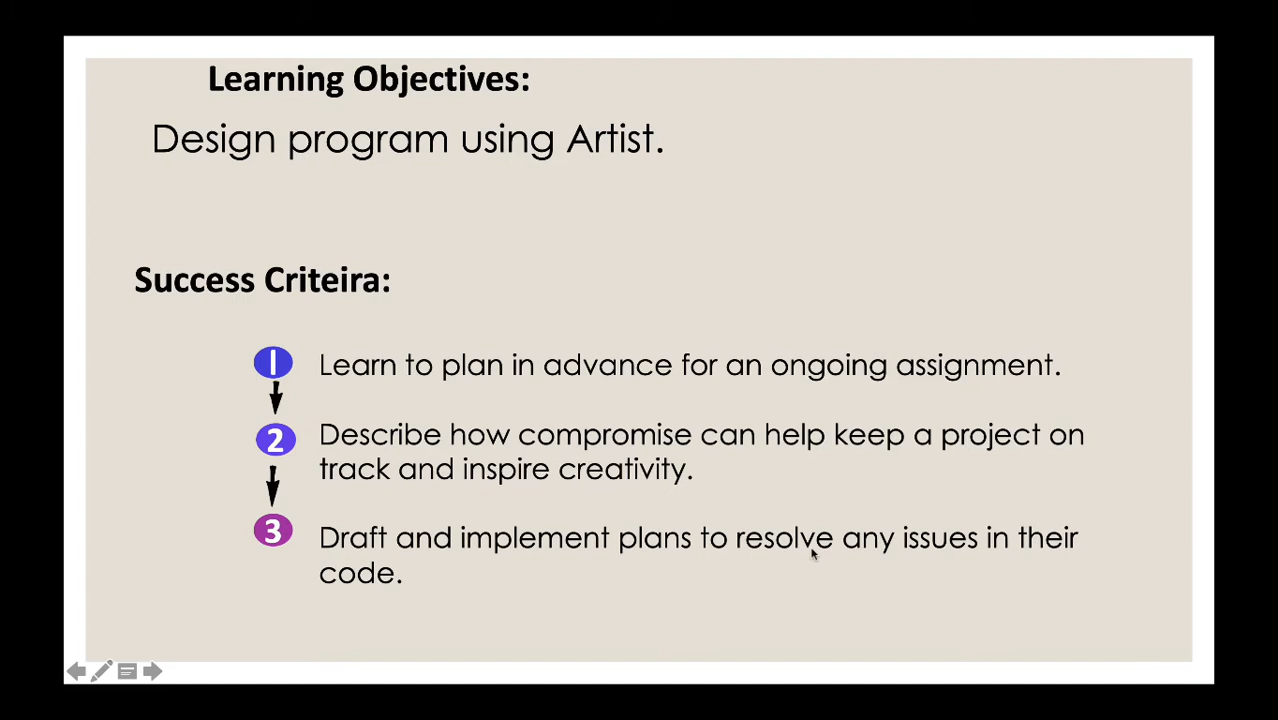 Learning Objectives:
Design program using Artist.
Success Criteira:
1 Learn to plan in advance for an ongoing assignment.
2 Describe how compromise can help keep a project on
track and inspire creativity.
3 Draft and implement plans to resolve any issues in their
code.